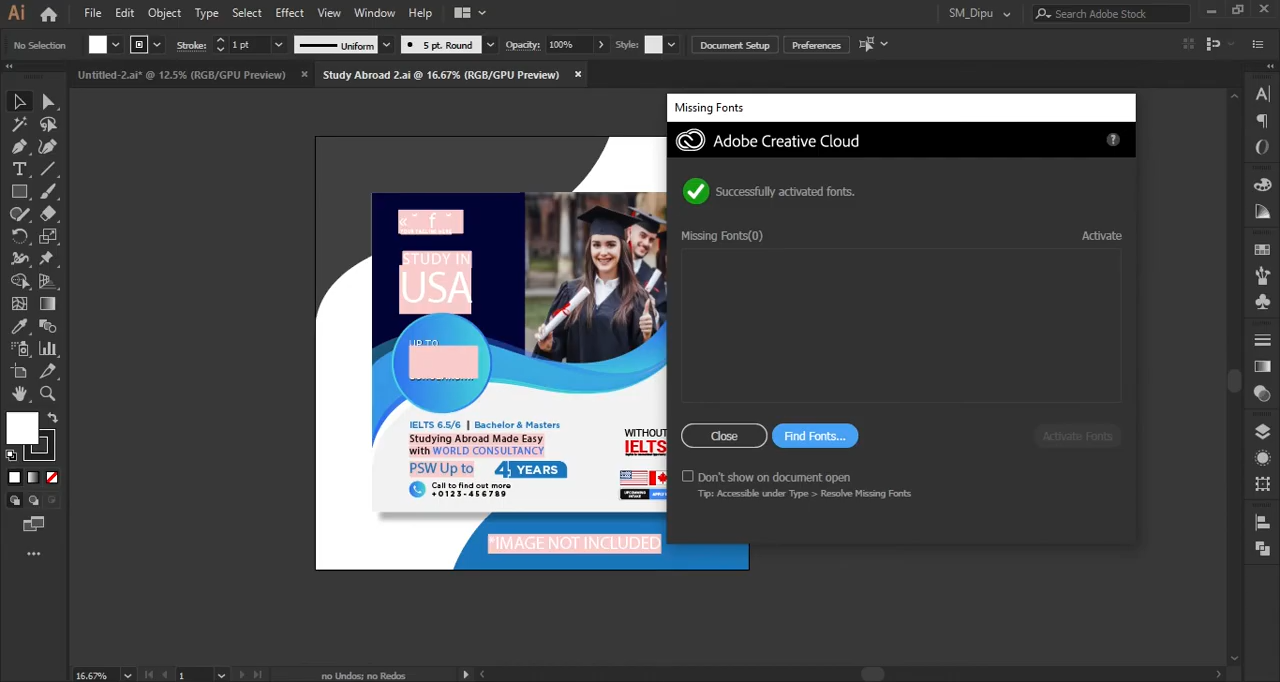 Ai File Edit Object Type Select Effect View Window Help SM_Dipu Search Adobe Stock
No Selection Stroke: 1 pt Uniform 5 pt. Round Opacity: 100% Style: Document Setup Preferences
Untitled-2.ai* @ 12.5% (RGB/GPU Preview) × Study Abroad 2.ai @ 16.67% (RGB/GPU Preview) ×
Missing Fonts
Adobe Creative Cloud ?
Successfully activated fonts.
Missing Fonts(0) Activate
Close Find Fonts... Activate Fonts
Don't show on document open
Tip: Accessible under Type > Resolve Missing Fonts
STUDY IN
USA
UP TO
IELTS 6.5/6 | Bachelor & Masters
Studying Abroad Made Easy
with WORLD CONSULTANCY
PSW Up to 4 YEARS
Call to find out more
+0123-456789
WITHOUT
IELTS
*IMAGE NOT INCLUDED
16.67% 1 no Undos; no Redos